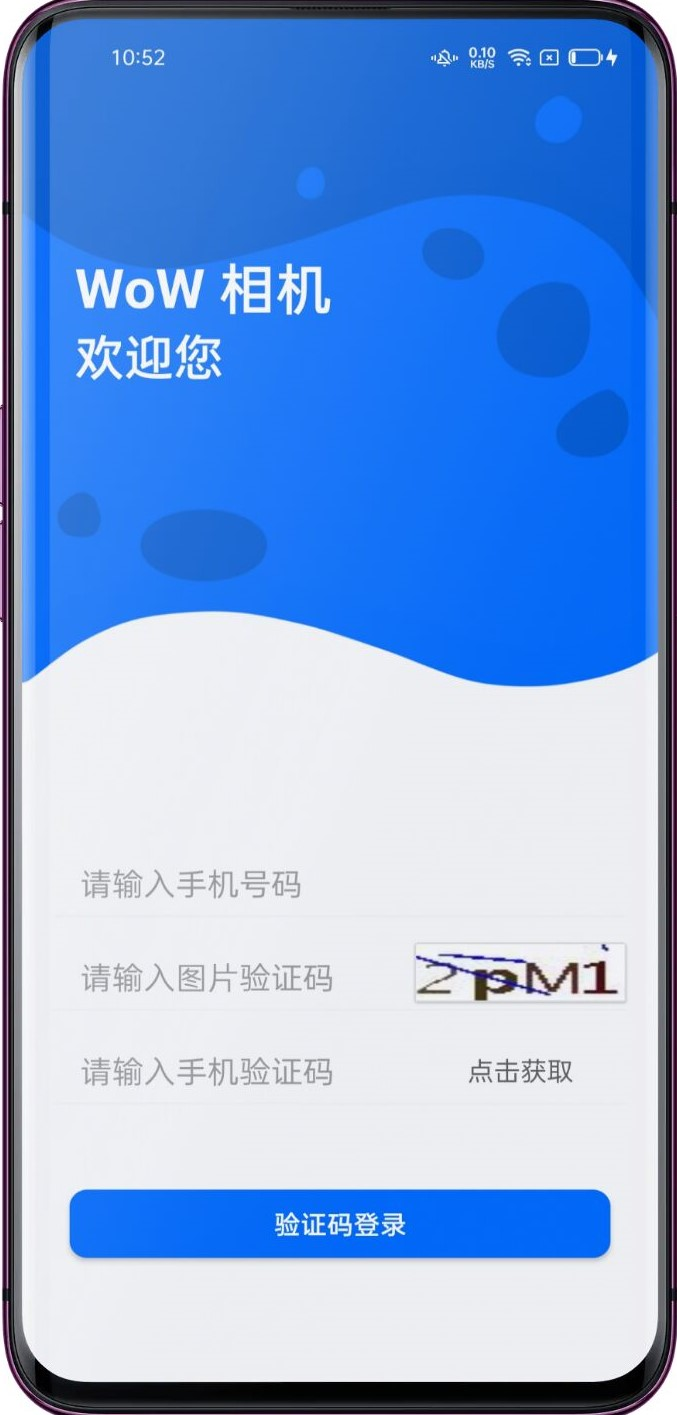 10:52
0.10
KB/S
WoW 相机
欢迎您
请输入手机号码
请输入图片验证码
2pM1
请输入手机验证码
点击获取
验证码登录